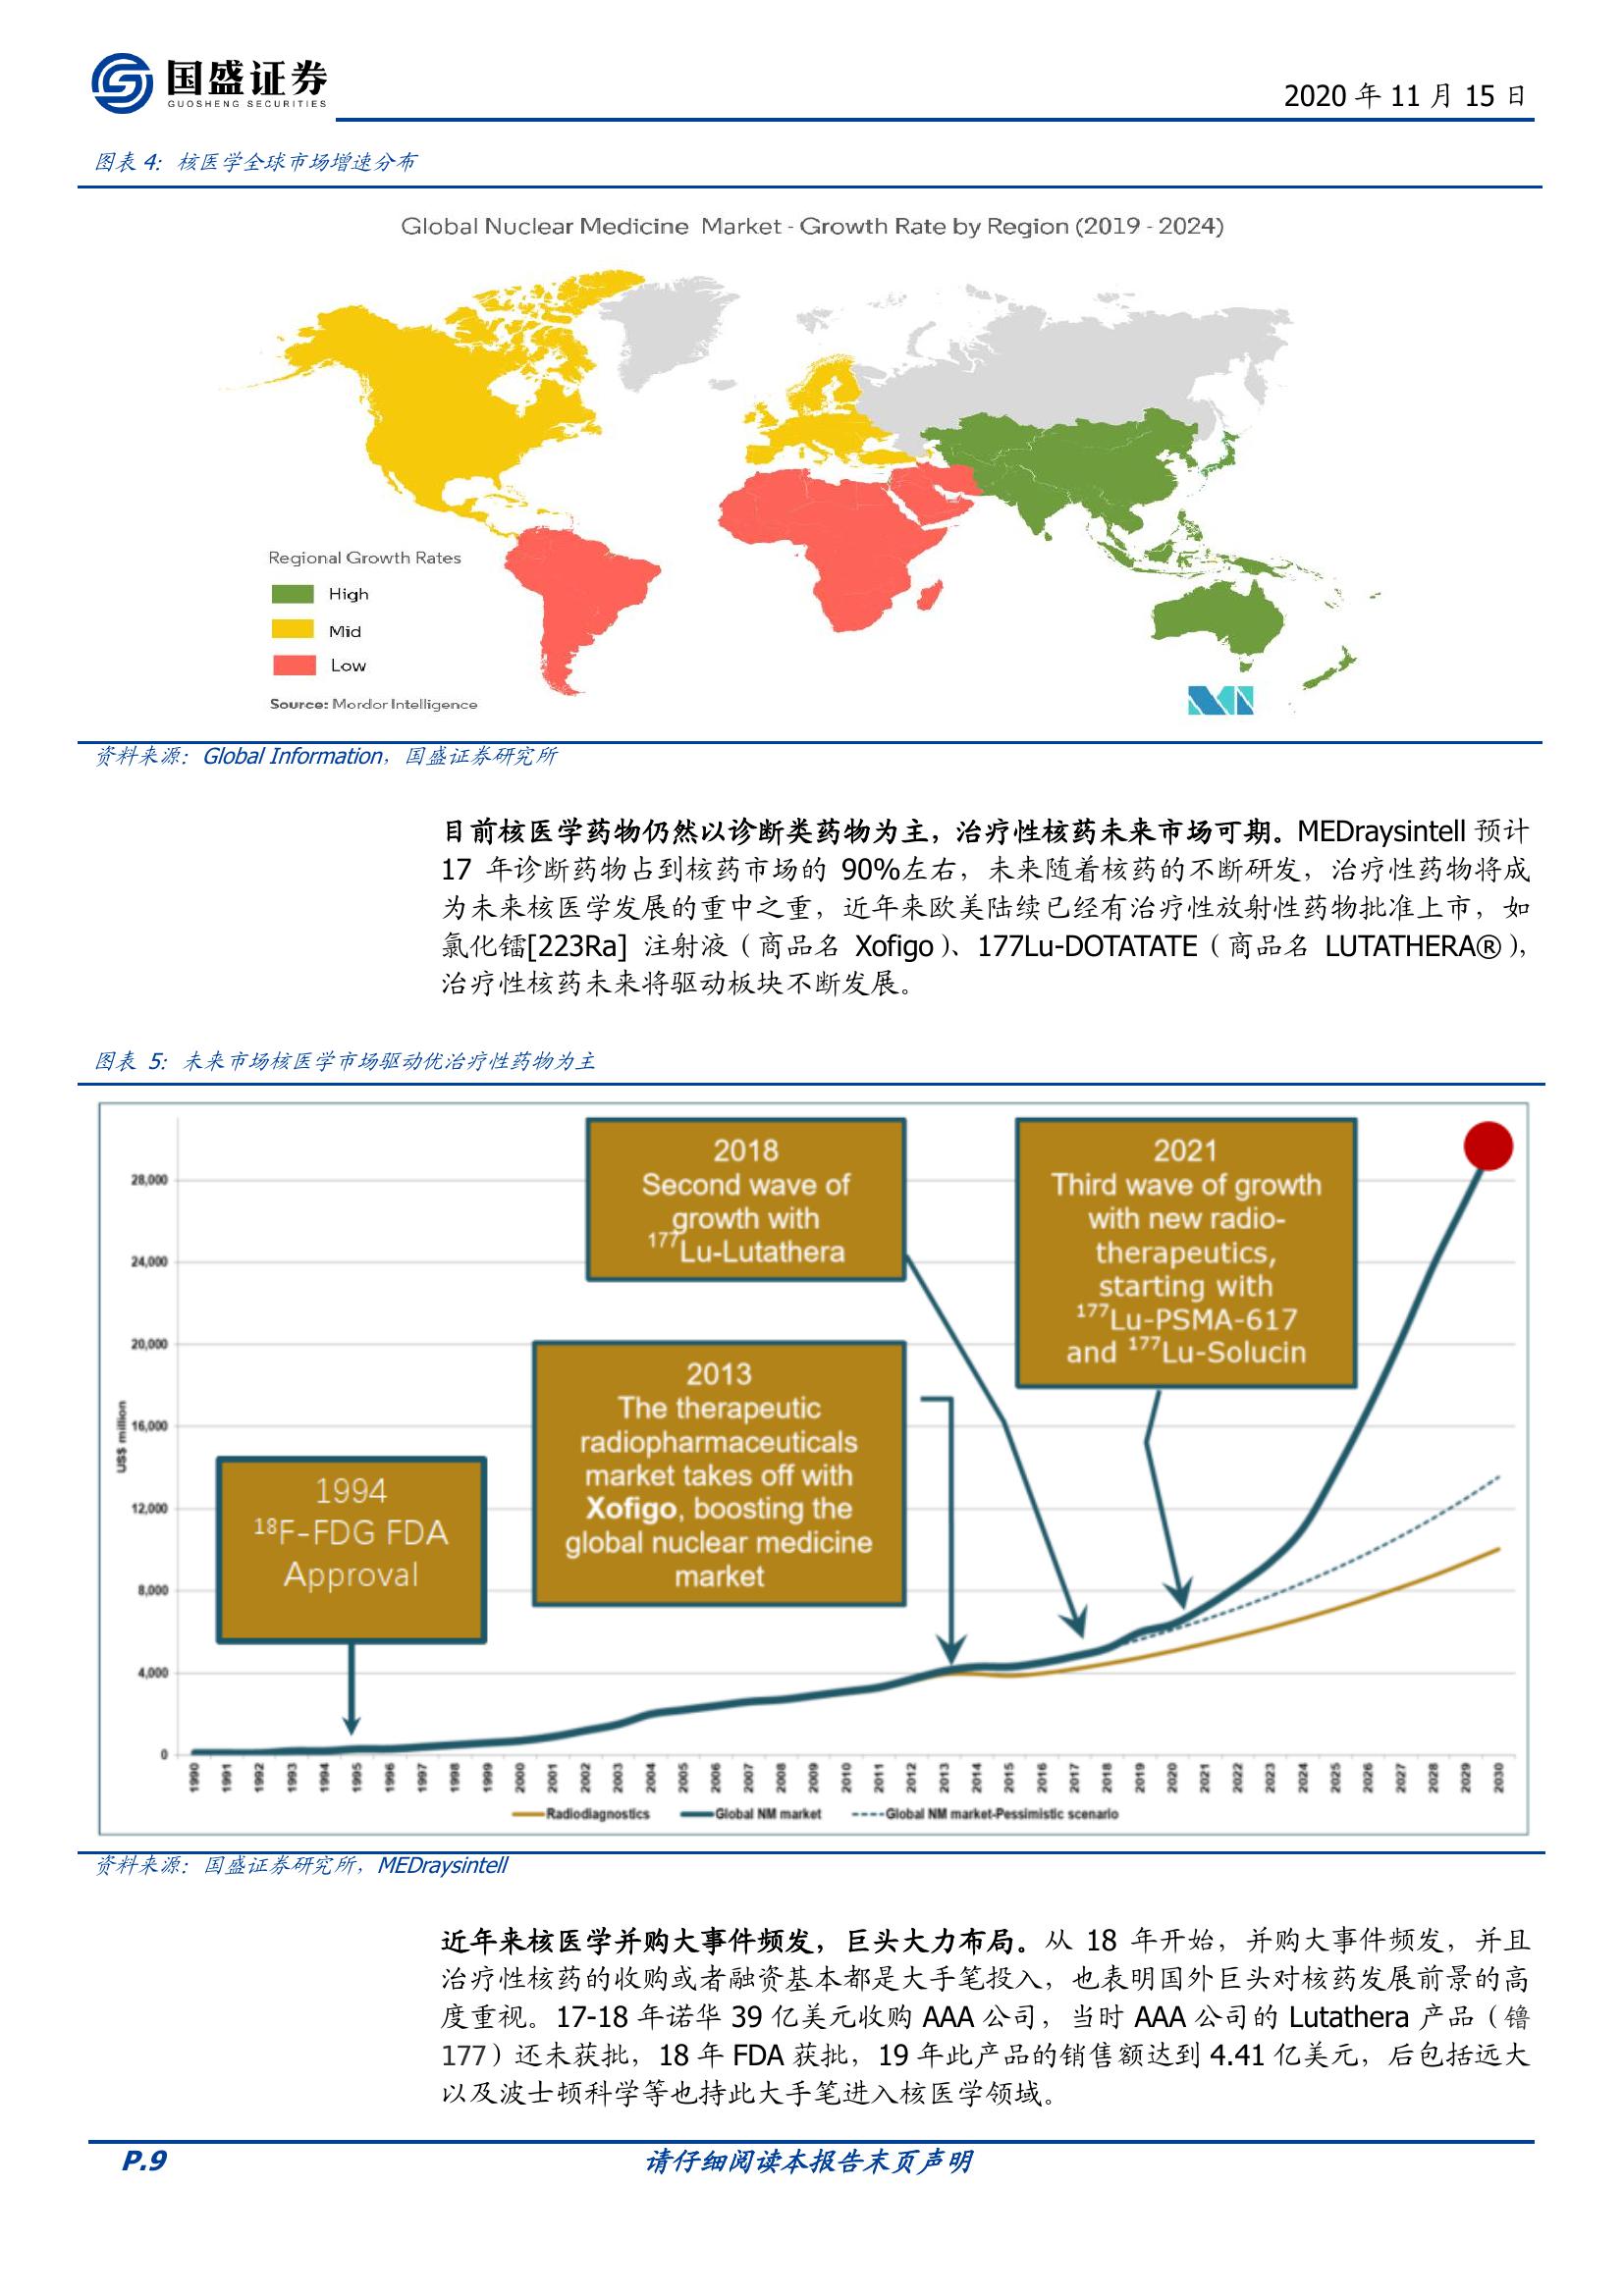 国盛证券
GUOSHENG SECURITIES
2020 年 11 月 15 日
图表 4：核医学全球市场增速分布
Global Nuclear Medicine Market - Growth Rate by Region (2019 - 2024)
Regional Growth Rates
High
Mid
Low
Source: Mordor Intelligence
资料来源：Global Information，国盛证券研究所
目前核医学药物仍然以诊断类药物为主，治疗性核药未来市场可期。MEDraysintell 预计
17 年诊断药物占到核药市场的 90%左右，未来随着核药的不断研发，治疗性药物将成
为未来核医学发展的重中之重，近年来欧美陆续已经有治疗性放射性药物批准上市，如
氯化镭[223Ra] 注射液（商品名 Xofigo）、177Lu-DOTATATE（商品名 LUTATHERA®），
治疗性核药未来将驱动板块不断发展。
图表 5：未来市场核医学市场驱动优治疗性药物为主
2018
Second wave of
growth with
177Lu-Lutathera
2021
Third wave of growth
with new radio-
therapeutics,
starting with
177Lu-PSMA-617
and 177Lu-Solucin
2013
The therapeutic
radiopharmaceuticals
market takes off with
Xofigo, boosting the
global nuclear medicine
market
1994
18F-FDG FDA
Approval
US$ million
28,000
24,000
20,000
16,000
12,000
8,000
4,000
0
1990 1991 1992 1993 1994 1995 1996 1997 1998 1999 2000 2001 2002 2003 2004 2005 2006 2007 2008 2009 2010 2011 2012 2013 2014 2015 2016 2017 2018 2019 2020 2021 2022 2023 2024 2025 2026 2027 2028 2029 2030
Radiodiagnostics Global NM market Global NM market-Pessimistic scenario
资料来源：国盛证券研究所，MEDraysintell
近年来核医学并购大事件频发，巨头大力布局。从 18 年开始，并购大事件频发，并且
治疗性核药的收购或者融资基本都是大手笔投入，也表明国外巨头对核药发展前景的高
度重视。17-18 年诺华 39 亿美元收购 AAA 公司，当时 AAA 公司的 Lutathera 产品（镥
177）还未获批，18 年 FDA 获批，19 年此产品的销售额达到 4.41 亿美元，后包括远大
以及波士顿科学等也持此大手笔进入核医学领域。
P.9
请仔细阅读本报告末页声明